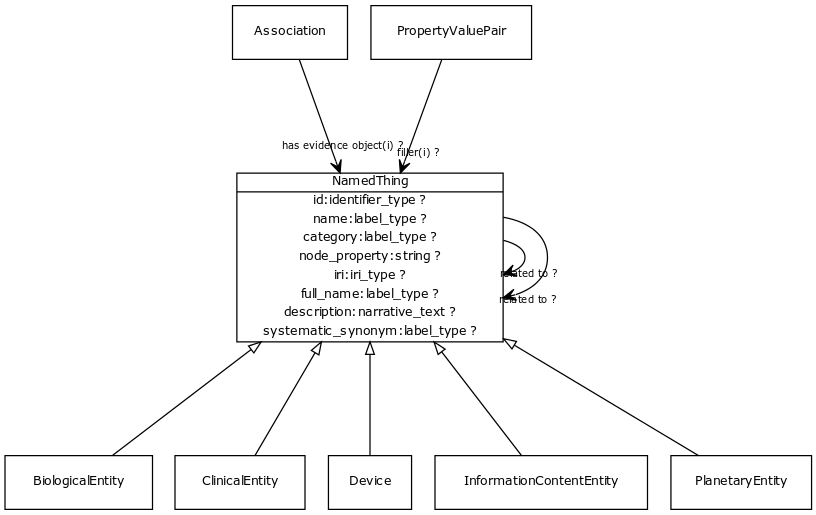 Association
PropertyValuePair
has evidence object(i) ?
filler(i) ?
NamedThing
id:identifier_type ?
name:label_type ?
category:label_type ?
node_property:string ?
iri:iri_type ?
full_name:label_type ?
description:narrative_text ?
systematic_synonym:label_type ?
related to ?
related to ?
BiologicalEntity
ClinicalEntity
Device
InformationContentEntity
PlanetaryEntity